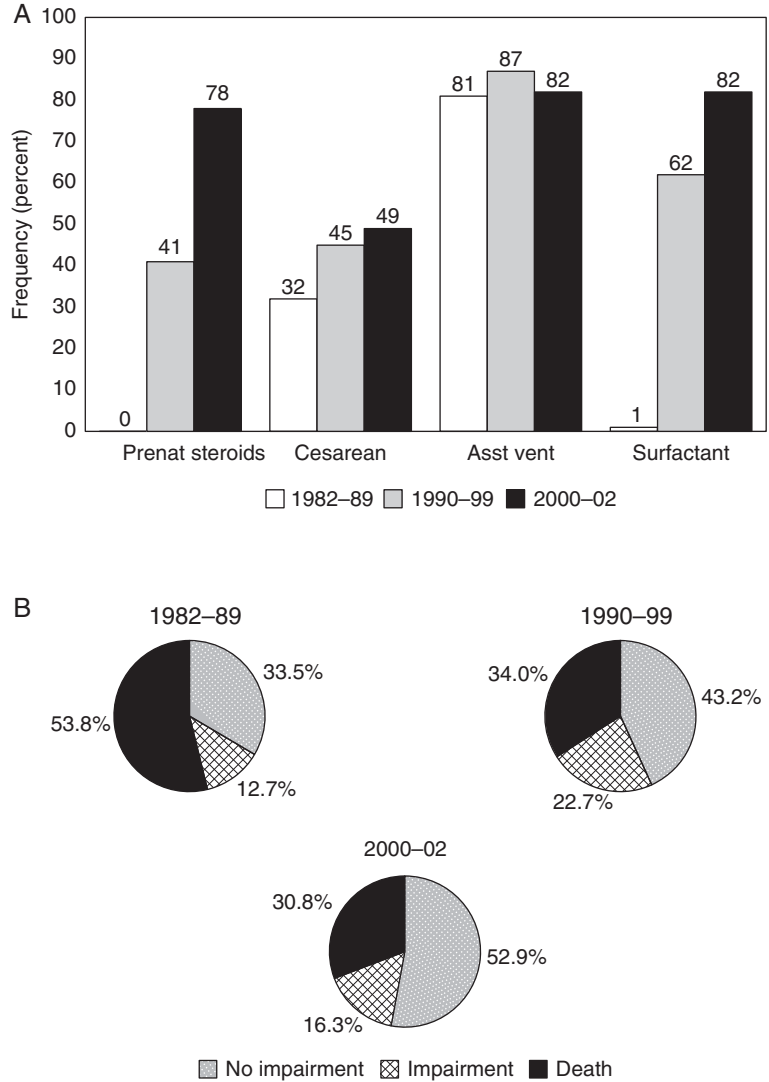 A
Frequency (percent)
100
90
80
70
60
50
40
30
20
10
0
0 41 78
32 45 49
81 87 82
1 62 82
Prenat steroids Cesarean Asst vent Surfactant
1982–89 1990–99 2000–02
B
1982–89
33.5%
12.7%
53.8%
1990–99
43.2%
22.7%
34.0%
2000–02
52.9%
16.3%
30.8%
No impairment Impairment Death